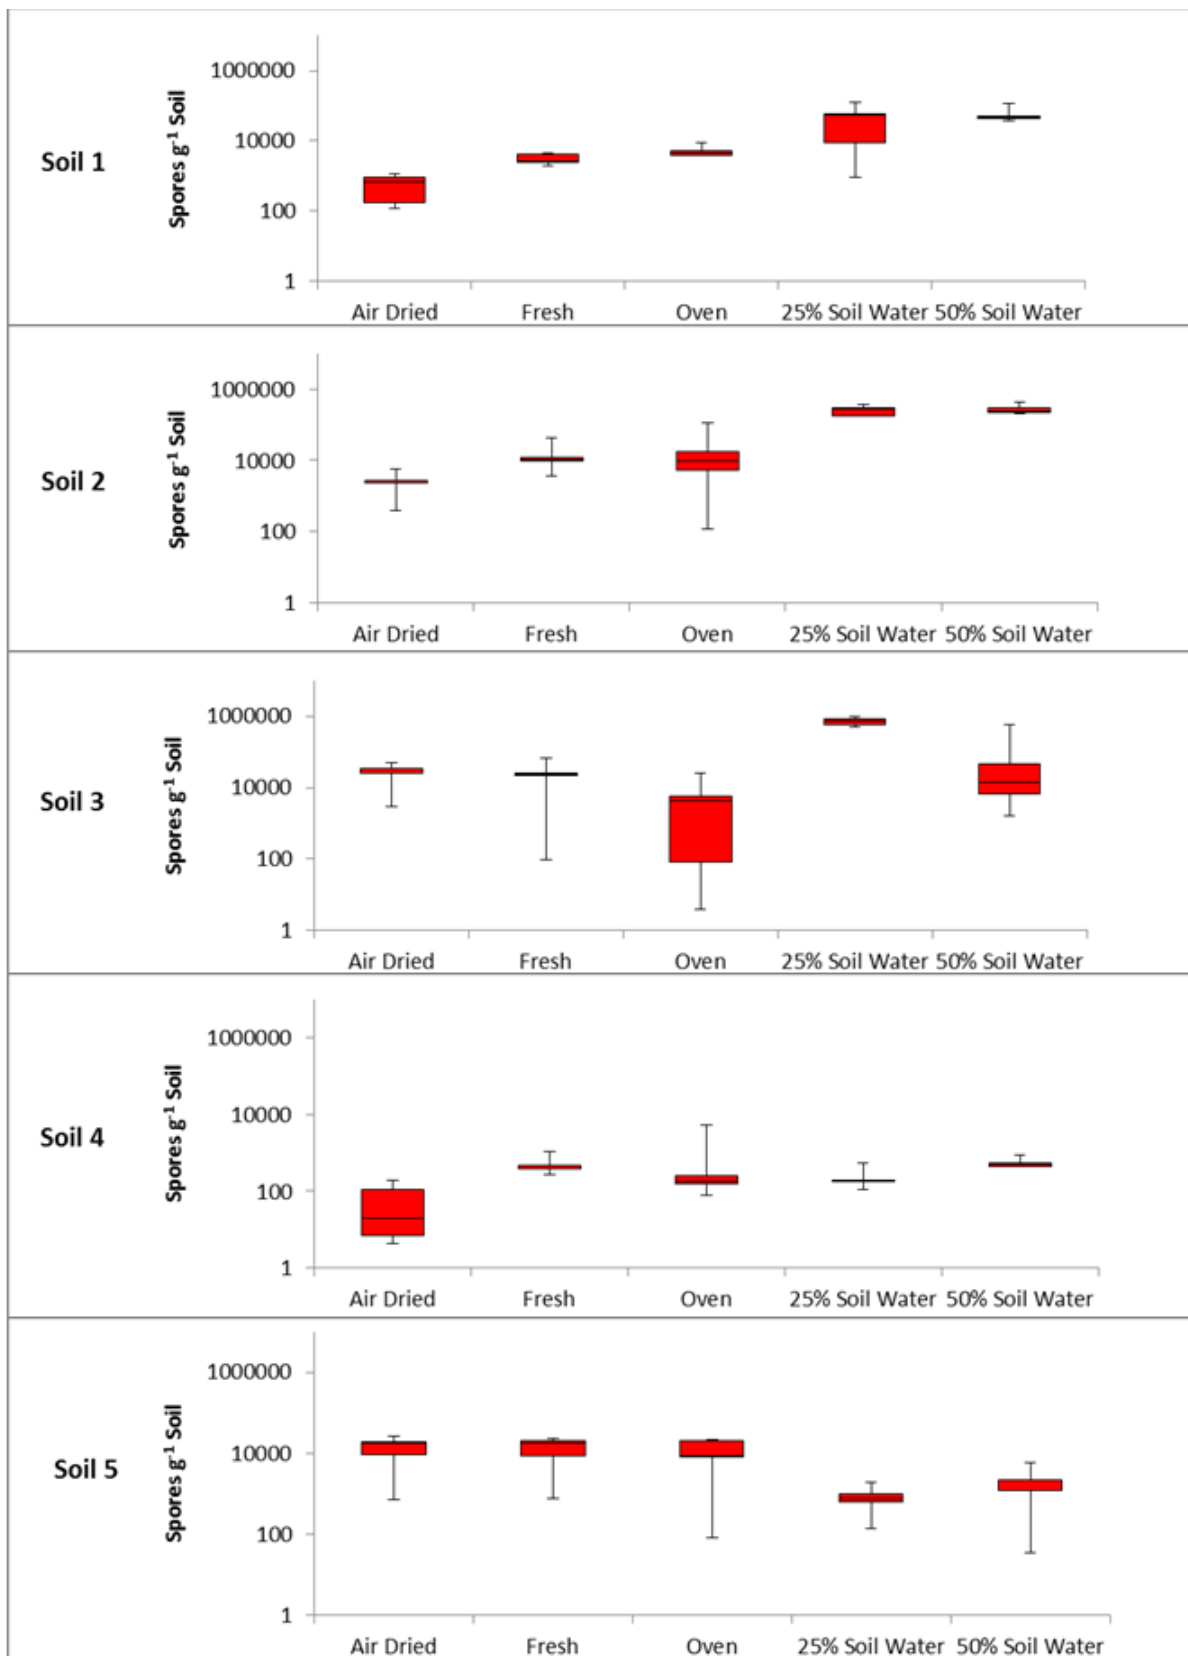 Soil 1
Spores g⁻¹ Soil
1000000
10000
100
1
Air Dried Fresh Oven 25% Soil Water 50% Soil Water
Soil 2
Spores g⁻¹ Soil
1000000
10000
100
1
Air Dried Fresh Oven 25% Soil Water 50% Soil Water
Soil 3
Spores g⁻¹ Soil
1000000
10000
100
1
Air Dried Fresh Oven 25% Soil Water 50% Soil Water
Soil 4
Spores g⁻¹ Soil
1000000
10000
100
1
Air Dried Fresh Oven 25% Soil Water 50% Soil Water
Soil 5
Spores g⁻¹ Soil
1000000
10000
100
1
Air Dried Fresh Oven 25% Soil Water 50% Soil Water